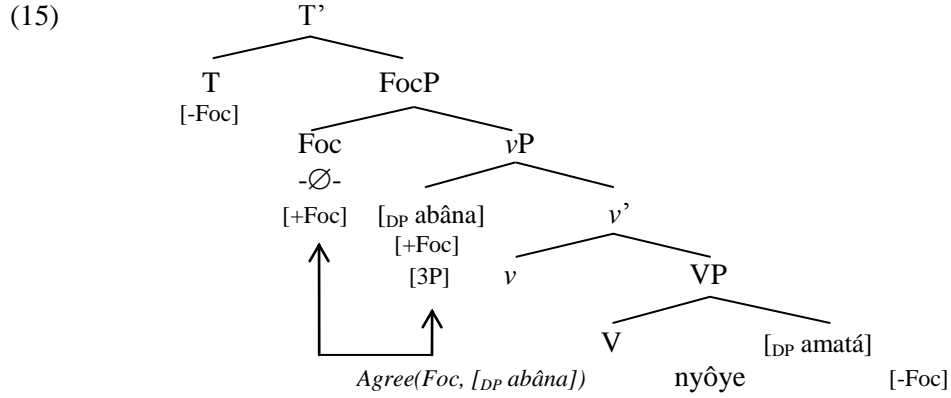 (15) T’
T FocP
[-Foc]
Foc vP
-∅-
[+Foc] [DP abâna] v’
[+Foc]
[3P] v VP
V [DP amatá]
Agree(Foc, [DP abâna]) nyôye [-Foc]